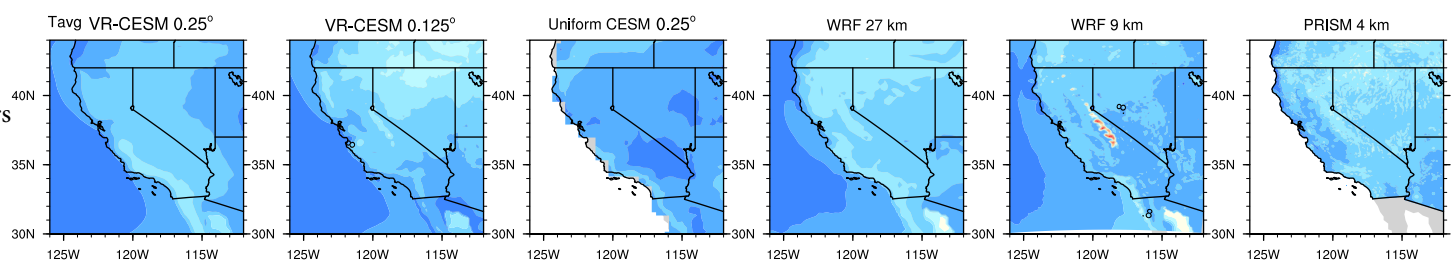 Tavg VR-CESM 0.25° VR-CESM 0.125° Uniform CESM 0.25° WRF 27 km WRF 9 km PRISM 4 km
40N 40N 40N 40N 40N 40N
rs
35N 35N 35N 35N 35N 35N
30N 30N 30N 30N 30N 30N
125W 120W 115W 125W 120W 115W 125W 120W 115W 125W 120W 115W 125W 120W 115W 125W 120W 115W